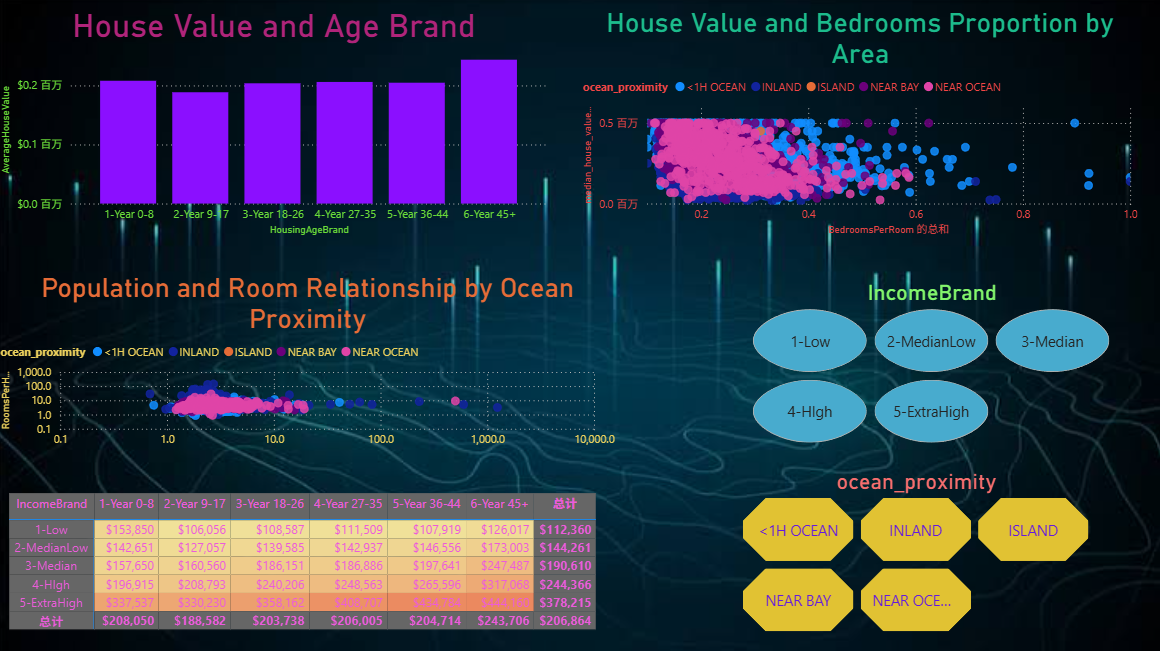 House Value and Age Brand
AverageHouseValue
$0.2 百万
$0.1 百万
$0.0 百万
1-Year 0-8 2-Year 9-17 3-Year 18-26 4-Year 27-35 5-Year 36-44 6-Year 45+
HousingAgeBrand
House Value and Bedrooms Proportion by
Area
ocean_proximity <1H OCEAN INLAND ISLAND NEAR BAY NEAR OCEAN
median_house_value...
0.5 百万
0.0 百万
0.2 0.4 0.6 0.8 1.0
BedroomsPerRoom 的总和
Population and Room Relationship by Ocean
Proximity
ocean_proximity <1H OCEAN INLAND ISLAND NEAR BAY NEAR OCEAN
RoomsPerH...
1,000.0
100.0
10.0
1.0
0.1
0.1 1.0 10.0 100.0 1,000.0 10,000.0
IncomeBrand
1-Low 2-MedianLow 3-Median
4-HIgh 5-ExtraHigh
ocean_proximity
<1H OCEAN INLAND ISLAND
NEAR BAY NEAR OCE...
IncomeBrand 1-Year 0-8 2-Year 9-17 3-Year 18-26 4-Year 27-35 5-Year 36-44 6-Year 45+ 总计
1-Low $153,850 $106,056 $108,587 $111,509 $107,919 $126,017 $112,360
2-MedianLow $142,651 $127,057 $139,585 $142,937 $146,556 $173,003 $144,261
3-Median $157,650 $160,560 $186,151 $186,886 $197,641 $247,487 $190,610
4-HIgh $196,915 $208,793 $240,206 $248,563 $265,596 $317,068 $244,366
5-ExtraHigh $337,537 $330,230 $358,162 $408,707 $434,784 $444,160 $378,215
总计 $208,050 $188,582 $203,738 $206,005 $204,714 $243,706 $206,864